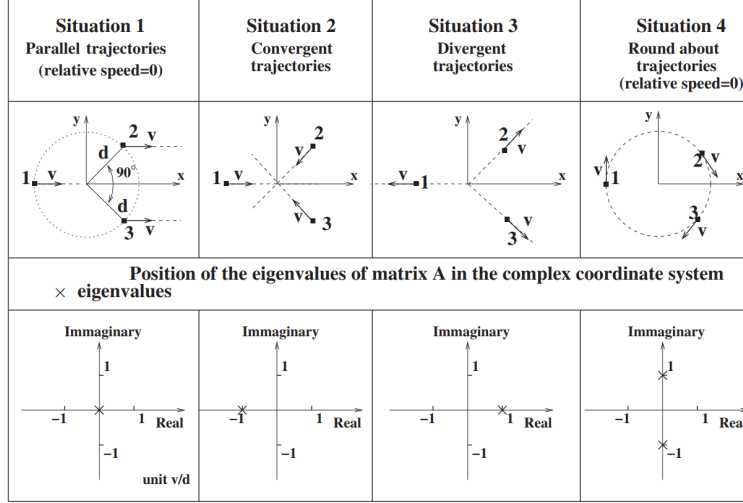 Situation 1
Parallel trajectories
(relative speed=0)
Situation 2
Convergent
trajectories
Situation 3
Divergent
trajectories
Situation 4
Round about
trajectories
(relative speed=0)
y
2 v
d
90°
1 v
x
d
3 v
y
2
v
1 v
x
v
3
y
2
v
v
1
x
v
3
y
2 v
v
1
x
3
v
Position of the eigenvalues of matrix A in the complex coordinate system
× eigenvalues
Immaginary
1
−1
1 Real
−1
unit v/d
Immaginary
1
−1
1 Real
−1
Immaginary
1
−1
1 Real
−1
Immaginary
1
−1
1 Rea
−1